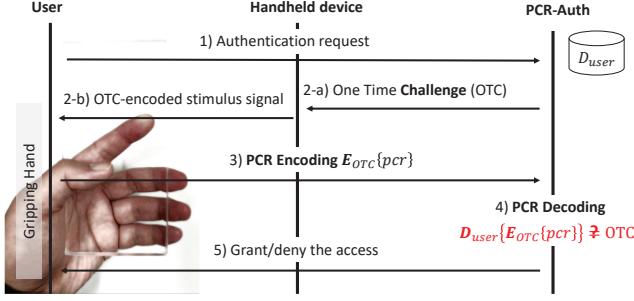 User
Handheld device
PCR-Auth
1) Authentication request
D_user
2-a) One Time Challenge (OTC)
2-b) OTC-encoded stimulus signal
Gripping Hand
3) PCR Encoding E_OTC{pcr}
4) PCR Decoding
D_user{E_OTC{pcr}} ≟ OTC
5) Grant/deny the access